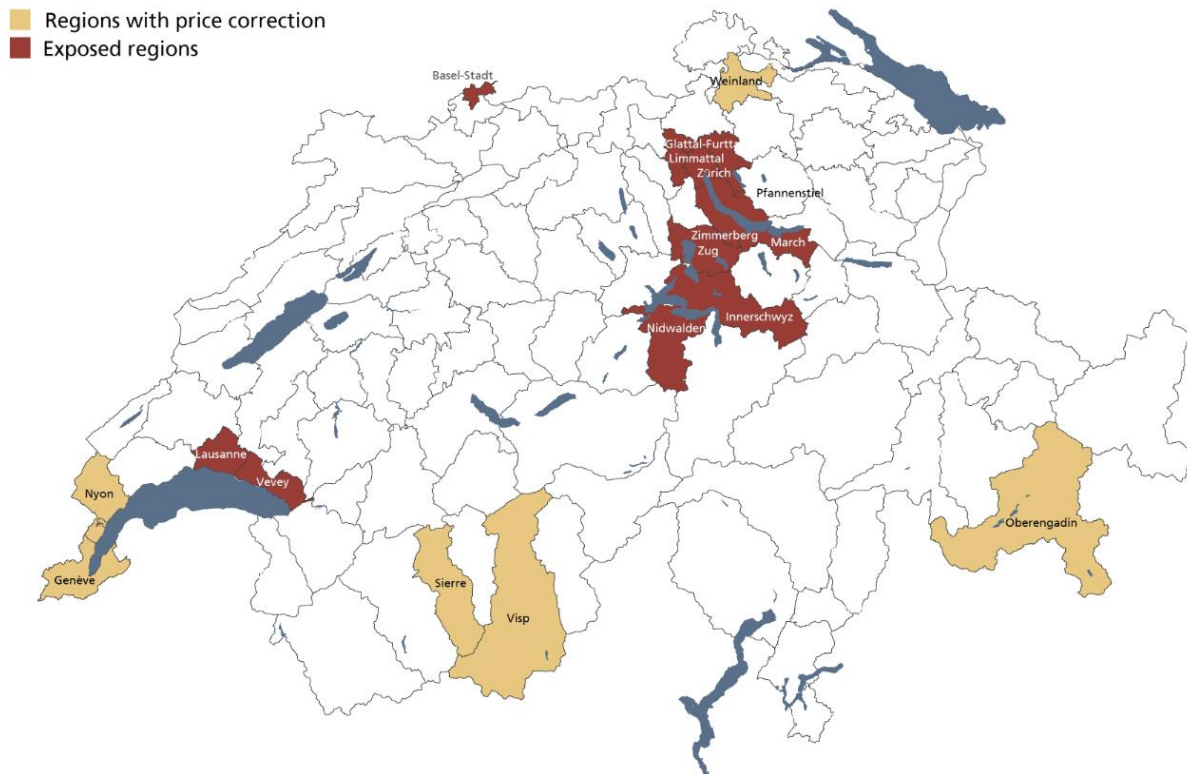 Regions with price correction
Exposed regions
Basel-Stadt
Weinland
Glattal-Furtta
Limmattal
Zürich
Pfannenstiel
Zimmerberg
March
Zug
Innerschwyz
Nidwalden
Lausanne
Vevey
Nyon
Oberengadin
Genève
Sierre
Visp